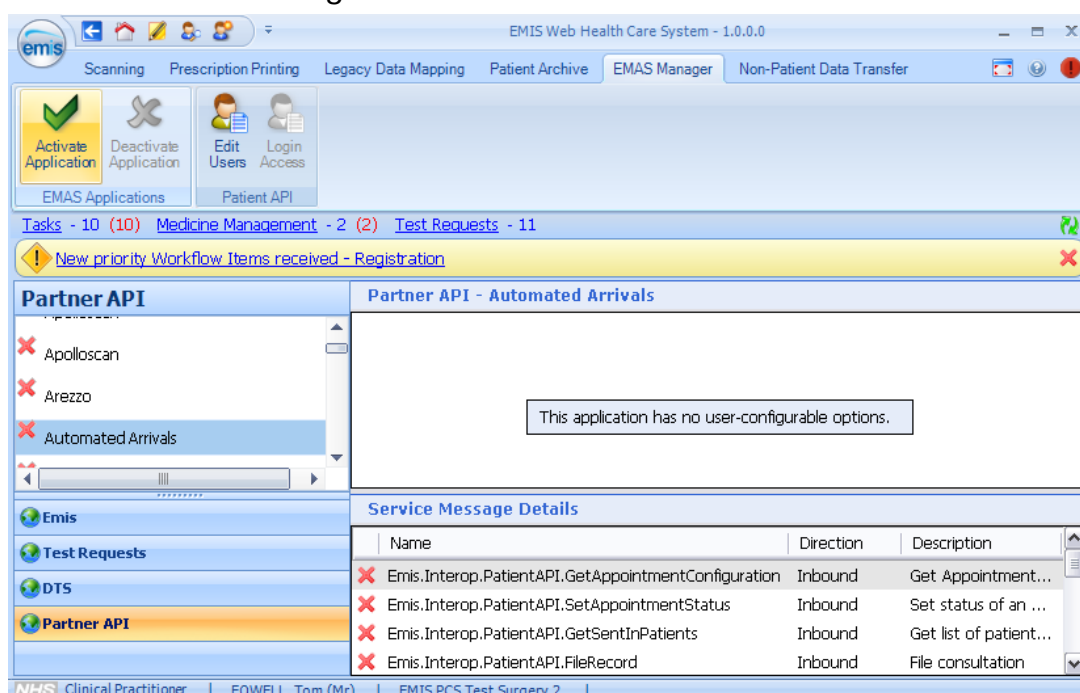 emis
EMIS Web Health Care System - 1.0.0.0
Scanning Prescription Printing Legacy Data Mapping Patient Archive EMAS Manager Non-Patient Data Transfer
Activate Application
Deactivate Application
Edit Users
Login Access
EMAS Applications
Patient API
Tasks - 10 (10) Medicine Management - 2 (2) Test Requests - 11
New priority Workflow Items received - Registration
Partner API
Apolloscan
Arezzo
Automated Arrivals
Emis
Test Requests
DTS
Partner API
Partner API - Automated Arrivals
This application has no user-configurable options.
Service Message Details
Name Direction Description
Emis.Interop.PatientAPI.GetAppointmentConfiguration Inbound Get Appointment...
Emis.Interop.PatientAPI.SetAppointmentStatus Inbound Set status of an ...
Emis.Interop.PatientAPI.GetSentInPatients Inbound Get list of patient...
Emis.Interop.PatientAPI.FileRecord Inbound File consultation
NHS Clinical Practitioner | FOWELL, Tom (Mr) | EMIS PCS Test Surgery 2 |